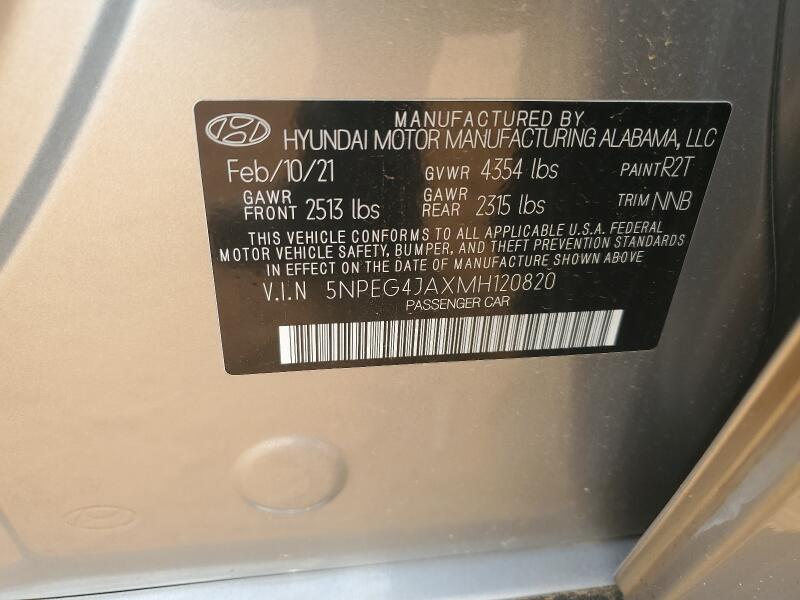 MANUFACTURED BY
HYUNDAI MOTOR MANUFACTURING ALABAMA, LLC
Feb/10/21 GVWR 4354 lbs PAINT R2T
GAWR FRONT 2513 lbs GAWR REAR 2315 lbs TRIM NNB
THIS VEHICLE CONFORMS TO ALL APPLICABLE U.S.A. FEDERAL
MOTOR VEHICLE SAFETY, BUMPER, AND THEFT PREVENTION STANDARDS
IN EFFECT ON THE DATE OF MANUFACTURE SHOWN ABOVE
V.I.N 5NPEG4JAXMH120820
PASSENGER CAR